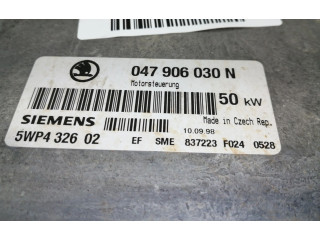 047 906 030 N
Motorsteuerung
50 kW
SIEMENS
10.09.98
Made in Czech Rep.
5WP4 326 02
EF SME 837223 F024 0528